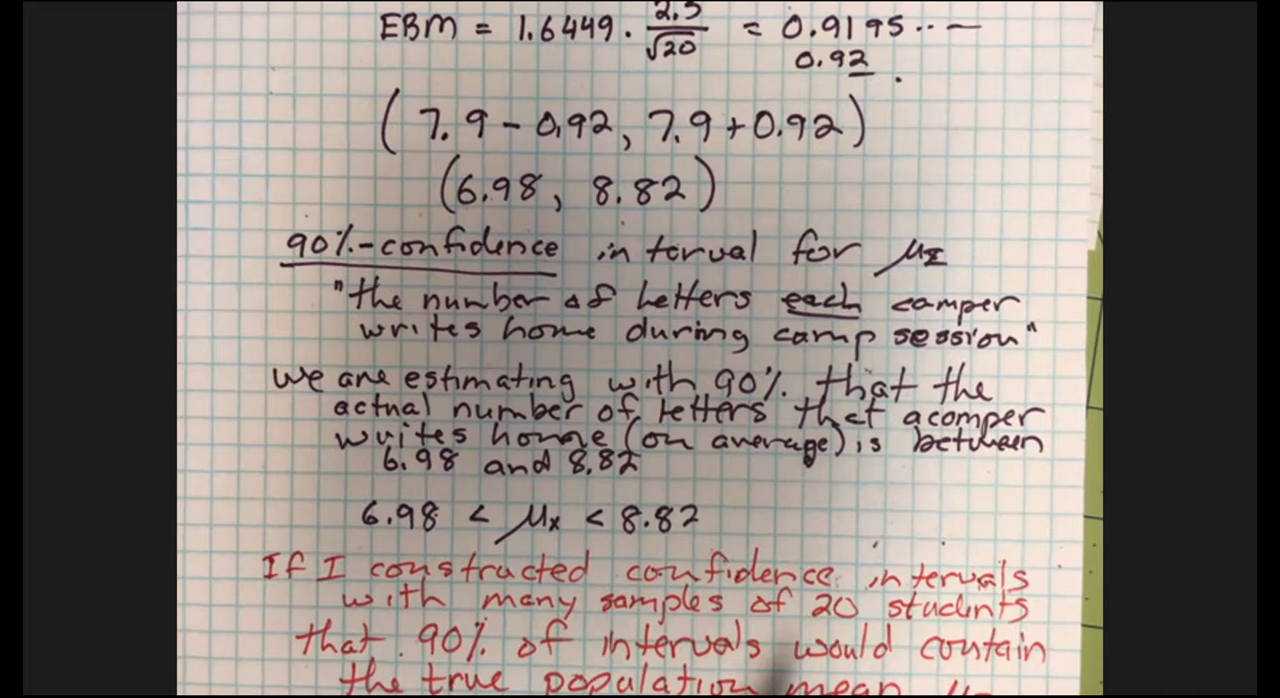 EBM = 1.6449 · 2.5/√20 = 0.9195.. —
0.92 .
( 7.9 - 0.92, 7.9 + 0.92 )
(6.98, 8.82)
90%-confidence interval for μx
"the number of letters each camper
writes home during camp session"
we are estimating with 90% that the
actual number of letters that a comper
writes home (on average) is between
6.98 and 8.82
6.98 < μx < 8.82
If I constructed confidence intervals
with many samples of 20 students
that 90% of intervals would contain
the true population mean